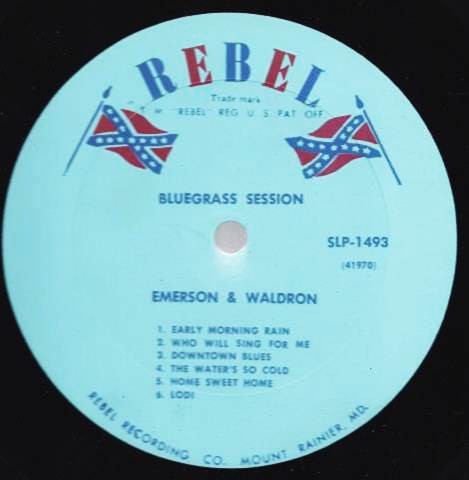 REBEL
Trade mark
T. M. "REBEL" REG. U. S. PAT. OFF.
BLUEGRASS SESSION
SLP-1493
(41970)
EMERSON & WALDRON
1. EARLY MORNING RAIN
2. WHO WILL SING FOR ME
3. DOWNTOWN BLUES
4. THE WATER'S SO COLD
5. HOME SWEET HOME
6. LODI
REBEL RECORDING CO. MOUNT RAINIER, MD.